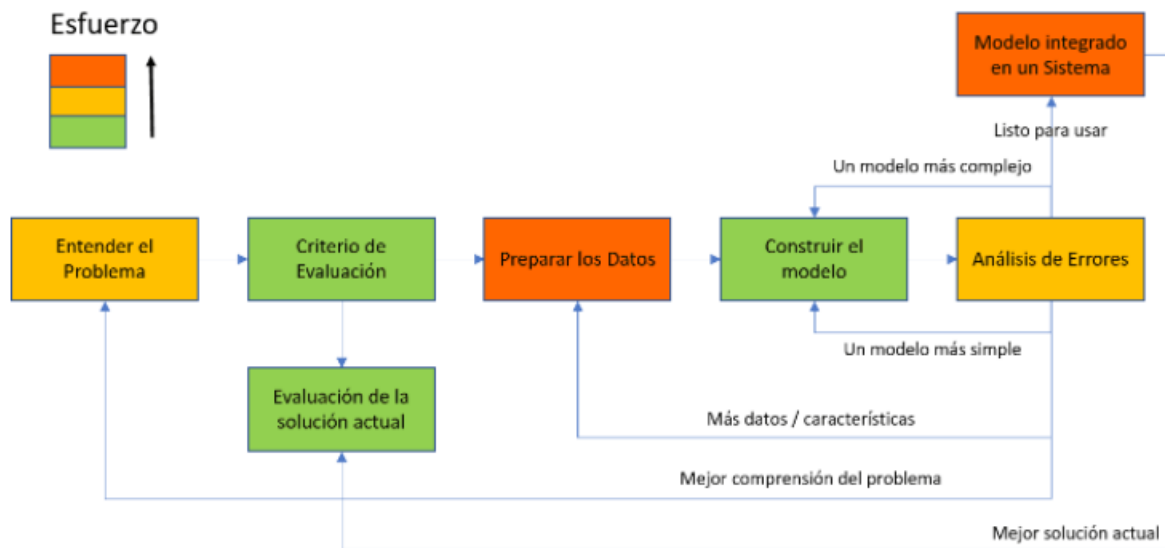 Esfuerzo
Modelo integrado
en un Sistema
Listo para usar
Un modelo más complejo
Entender el
Problema
Criterio de
Evaluación
Preparar los Datos
Construir el
modelo
Análisis de Errores
Un modelo más simple
Evaluación de la
solución actual
Más datos / características
Mejor comprensión del problema
Mejor solución actual